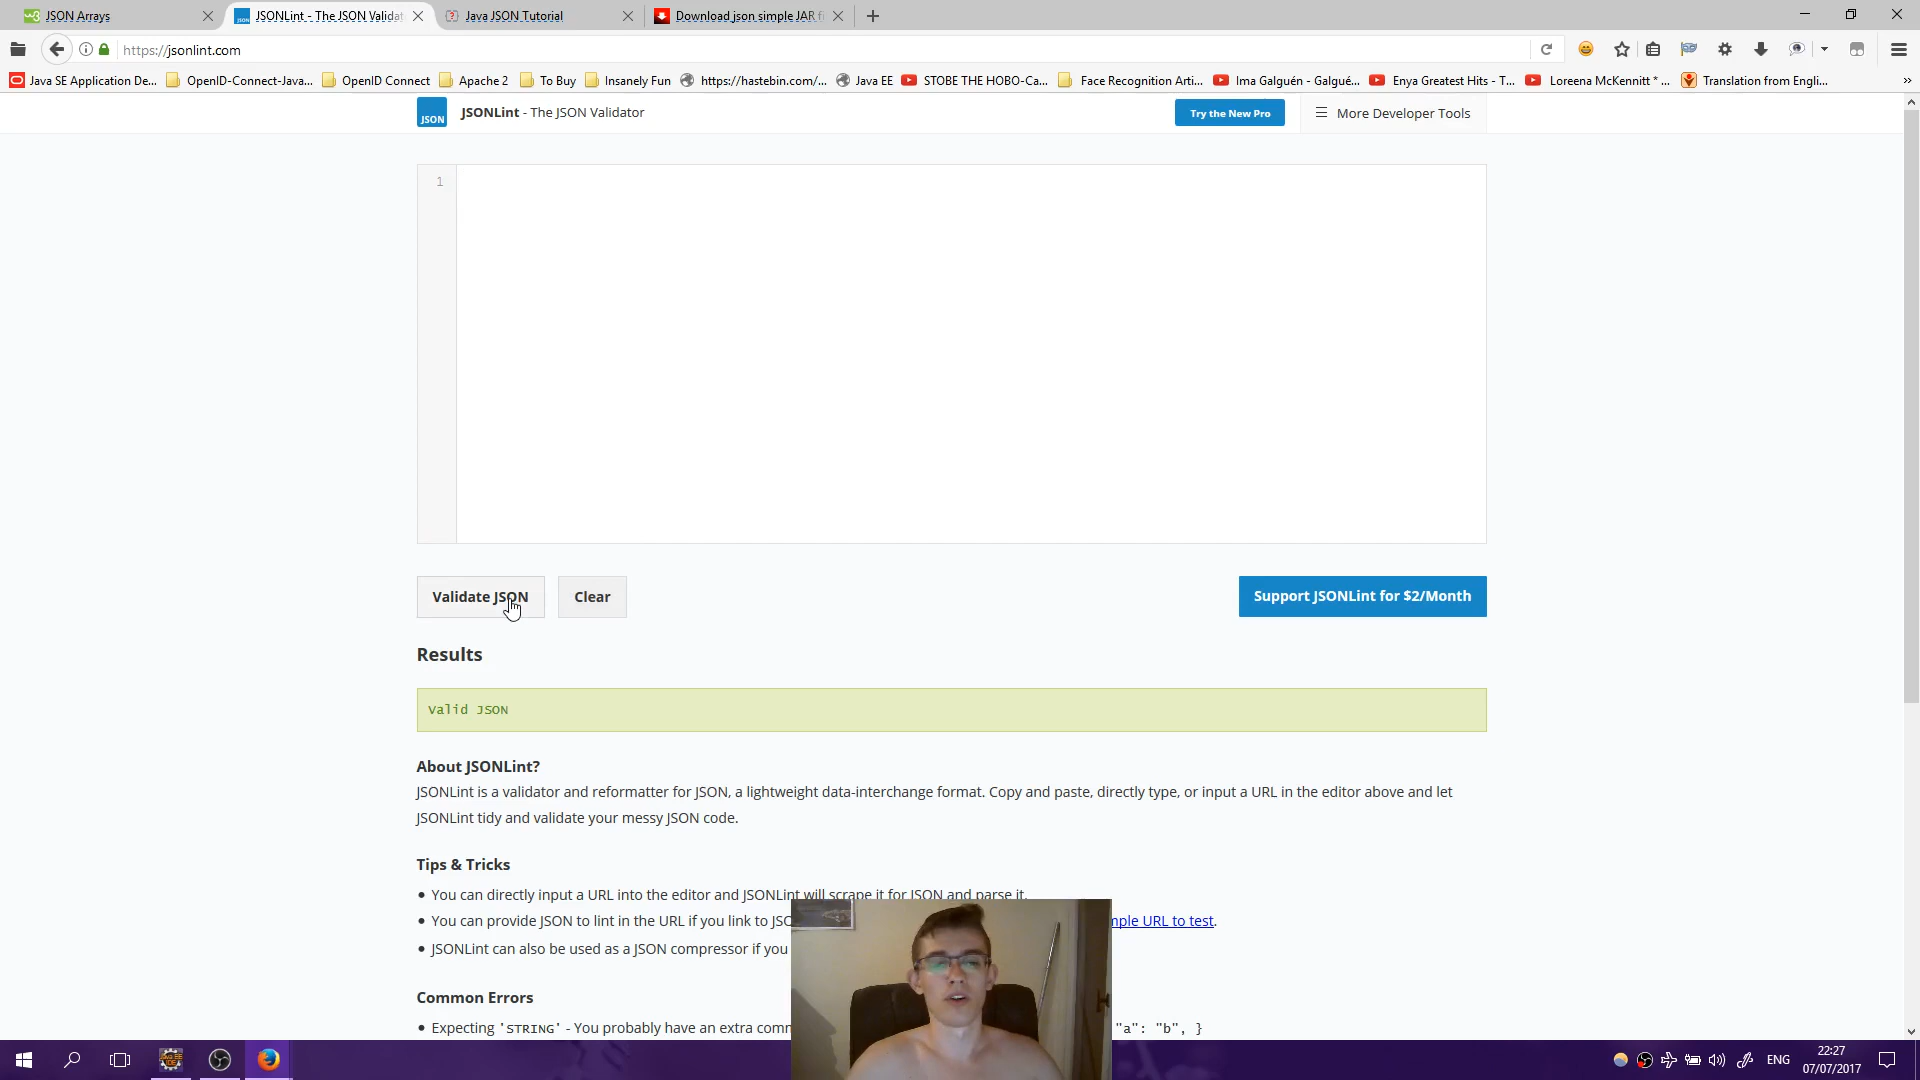 JSON Arrays
JSONLint - The JSON Validat
Java JSON Tutorial
Download json simple JAR fi
https://jsonlint.com
Java SE Application De...
OpenID-Connect-Java...
OpenID Connect
Apache 2
To Buy
Insanely Fun
https://hastebin.com/...
Java EE
STOBE THE HOBO-Ca...
Face Recognition Arti...
Ima Galguén - Galgué...
Enya Greatest Hits - T...
Loreena McKennitt * ...
Translation from Engli...
JSON
JSONLint - The JSON Validator
Try the New Pro
More Developer Tools
1
Validate JSON
Clear
Support JSONLint for $2/Month
Results
Valid JSON
About JSONLint?
JSONLint is a validator and reformatter for JSON, a lightweight data-interchange format. Copy and paste, directly type, or input a URL in the editor above and let
JSONLint tidy and validate your messy JSON code.
Tips & Tricks
• You can directly input a URL into the editor and JSONLint will scrape it for JSON and parse it.
• You can provide JSON to lint in the URL if you link to JSO mple URL to test.
• JSONLint can also be used as a JSON compressor if you
Common Errors
• Expecting 'STRING' - You probably have an extra comm "a": "b", }
ENG
22:27
07/07/2017